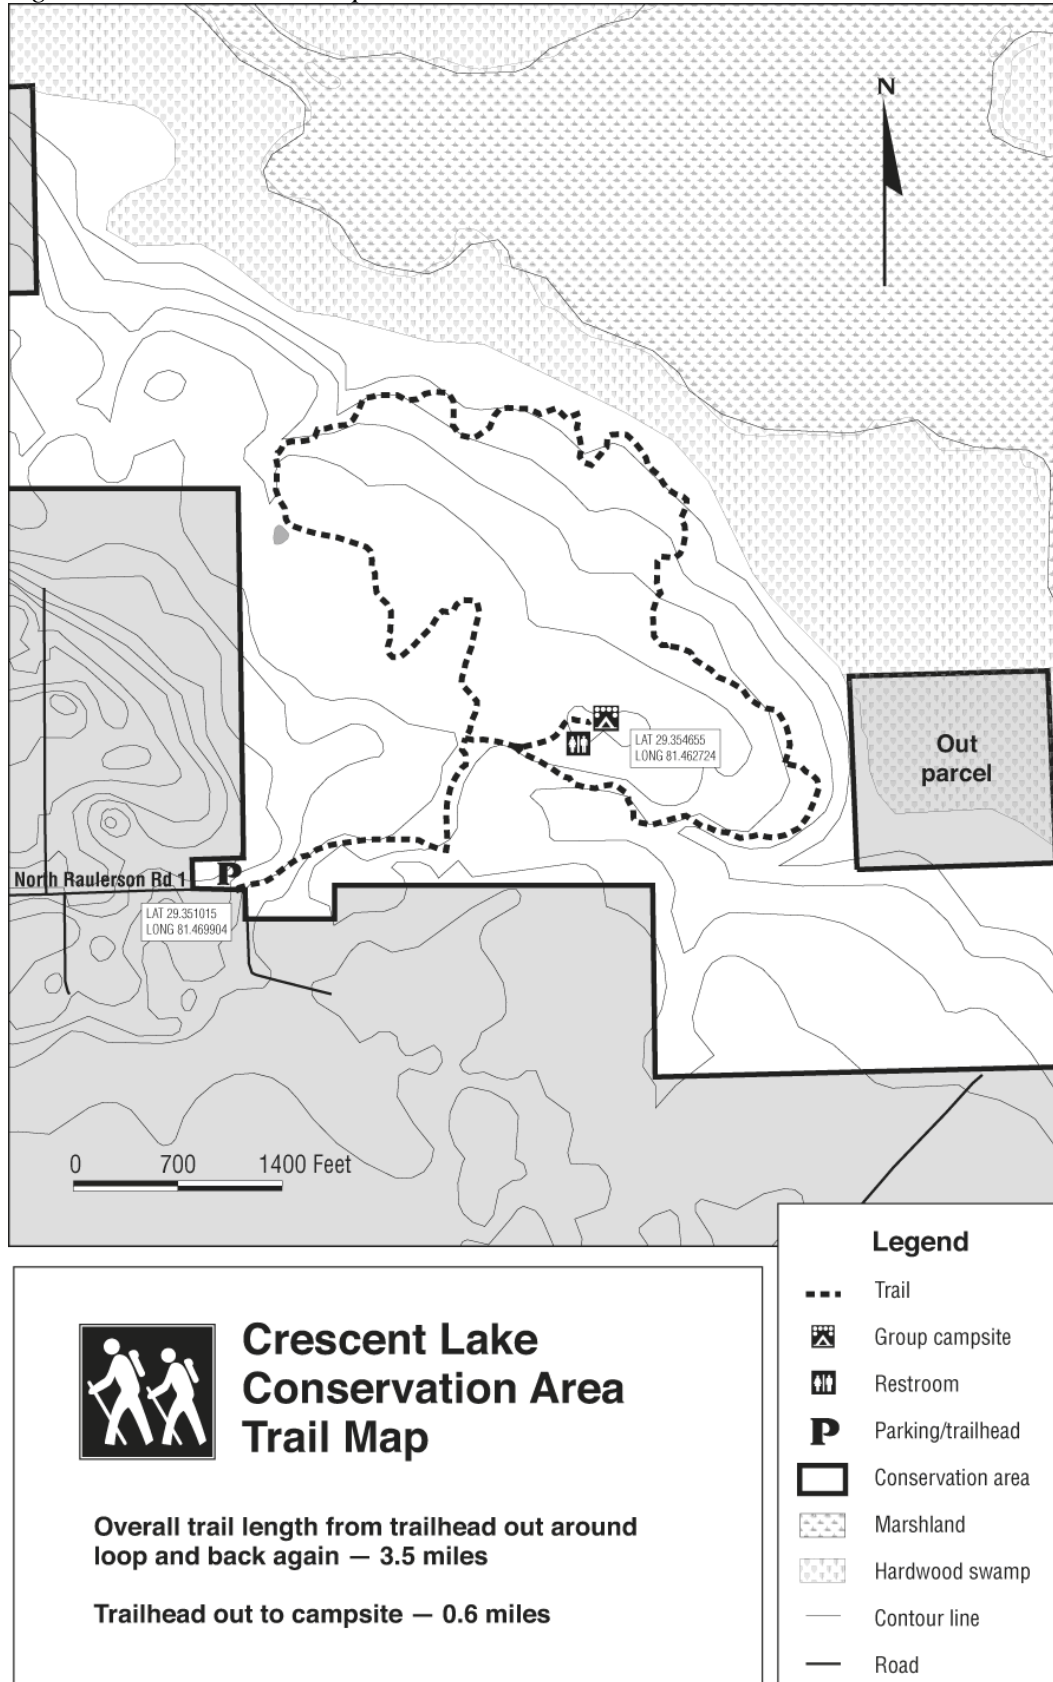 N
Out
parcel
LAT 29.354655
LONG 81.462724
P
North Raulerson Rd 1
LAT 29.351015
LONG 81.469904
0 700 1400 Feet
Legend
Trail
Group campsite
Restroom
P Parking/trailhead
Conservation area
Marshland
Hardwood swamp
Contour line
Road
Crescent Lake
Conservation Area
Trail Map
Overall trail length from trailhead out around
loop and back again — 3.5 miles
Trailhead out to campsite — 0.6 miles